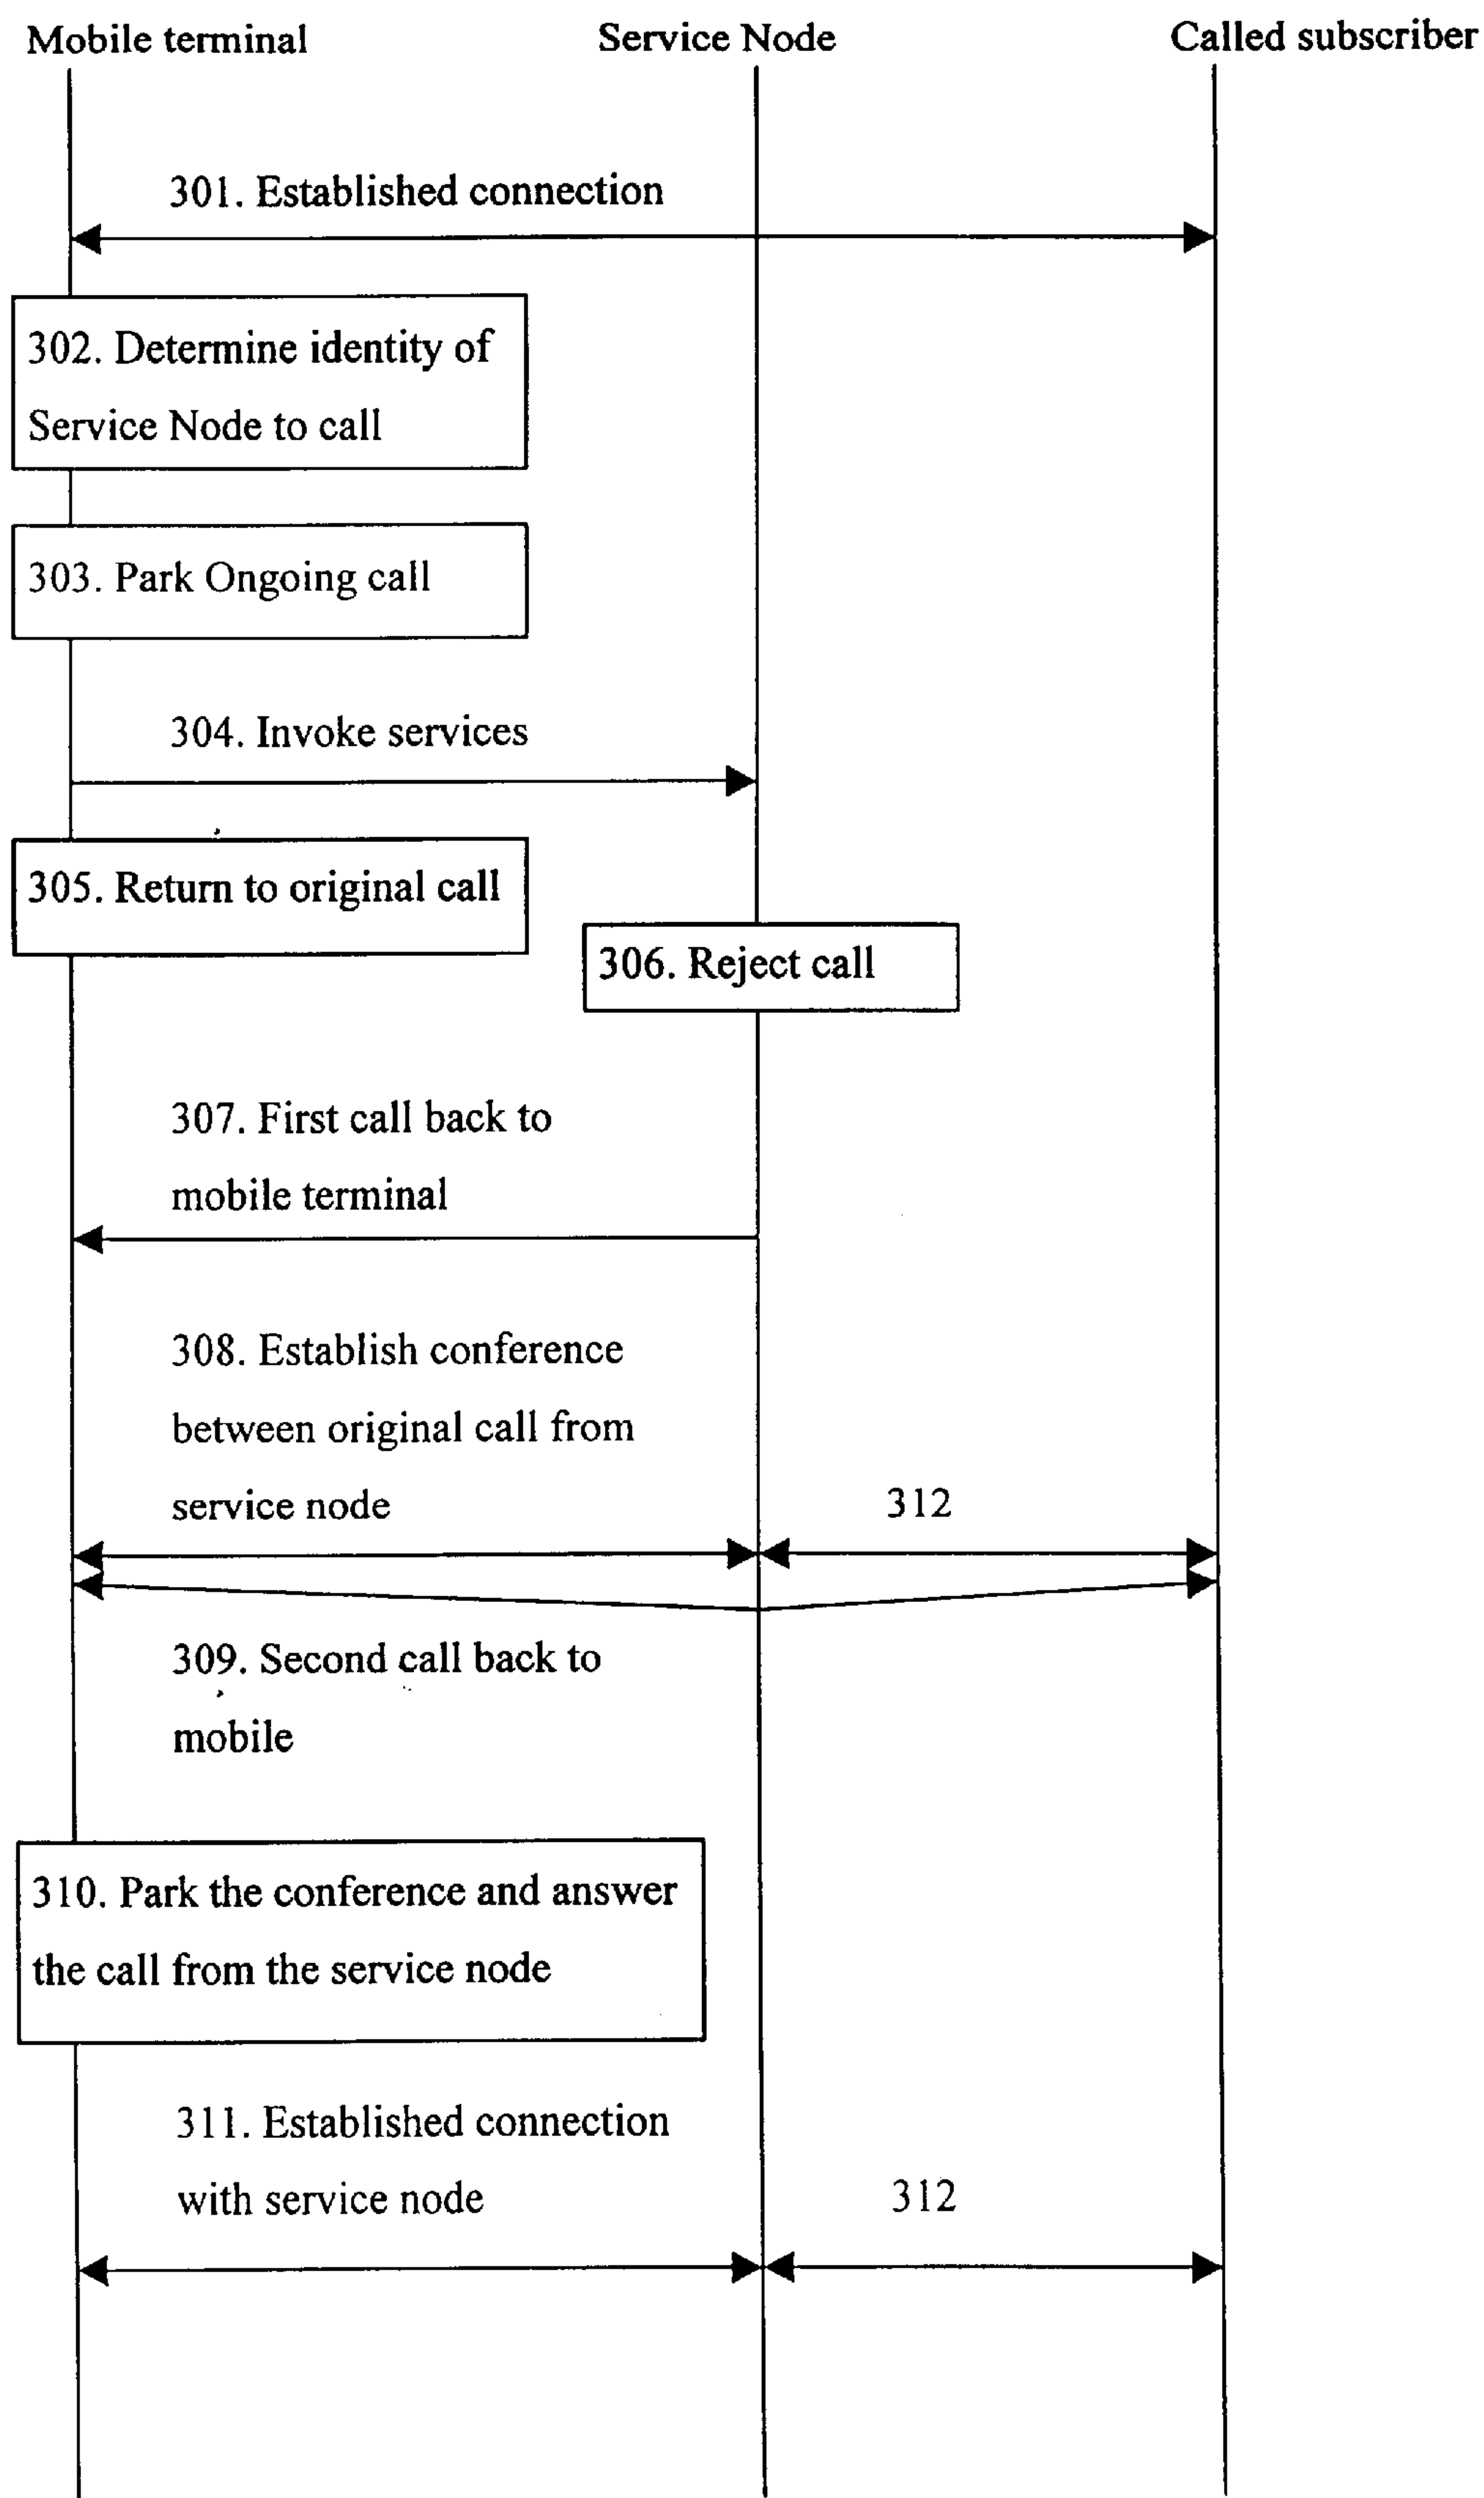 Mobile terminal Service Node Called subscriber
301. Established connection
302. Determine identity of
Service Node to call
303. Park Ongoing call
304. Invoke services
305. Return to original call
306. Reject call
307. First call back to
mobile terminal
308. Establish conference
between original call from
service node
312
309. Second call back to
mobile
310. Park the conference and answer
the call from the service node
311. Established connection
with service node
312